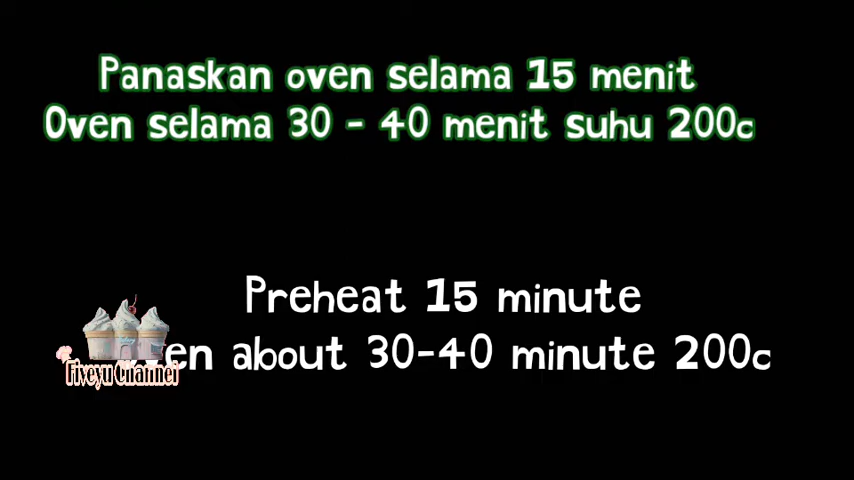 Panaskan oven selama 15 menit
Oven selama 30 - 40 menit suhu 200c
Preheat 15 minute
about 30-40 minute 200c
Fiveyu Channel